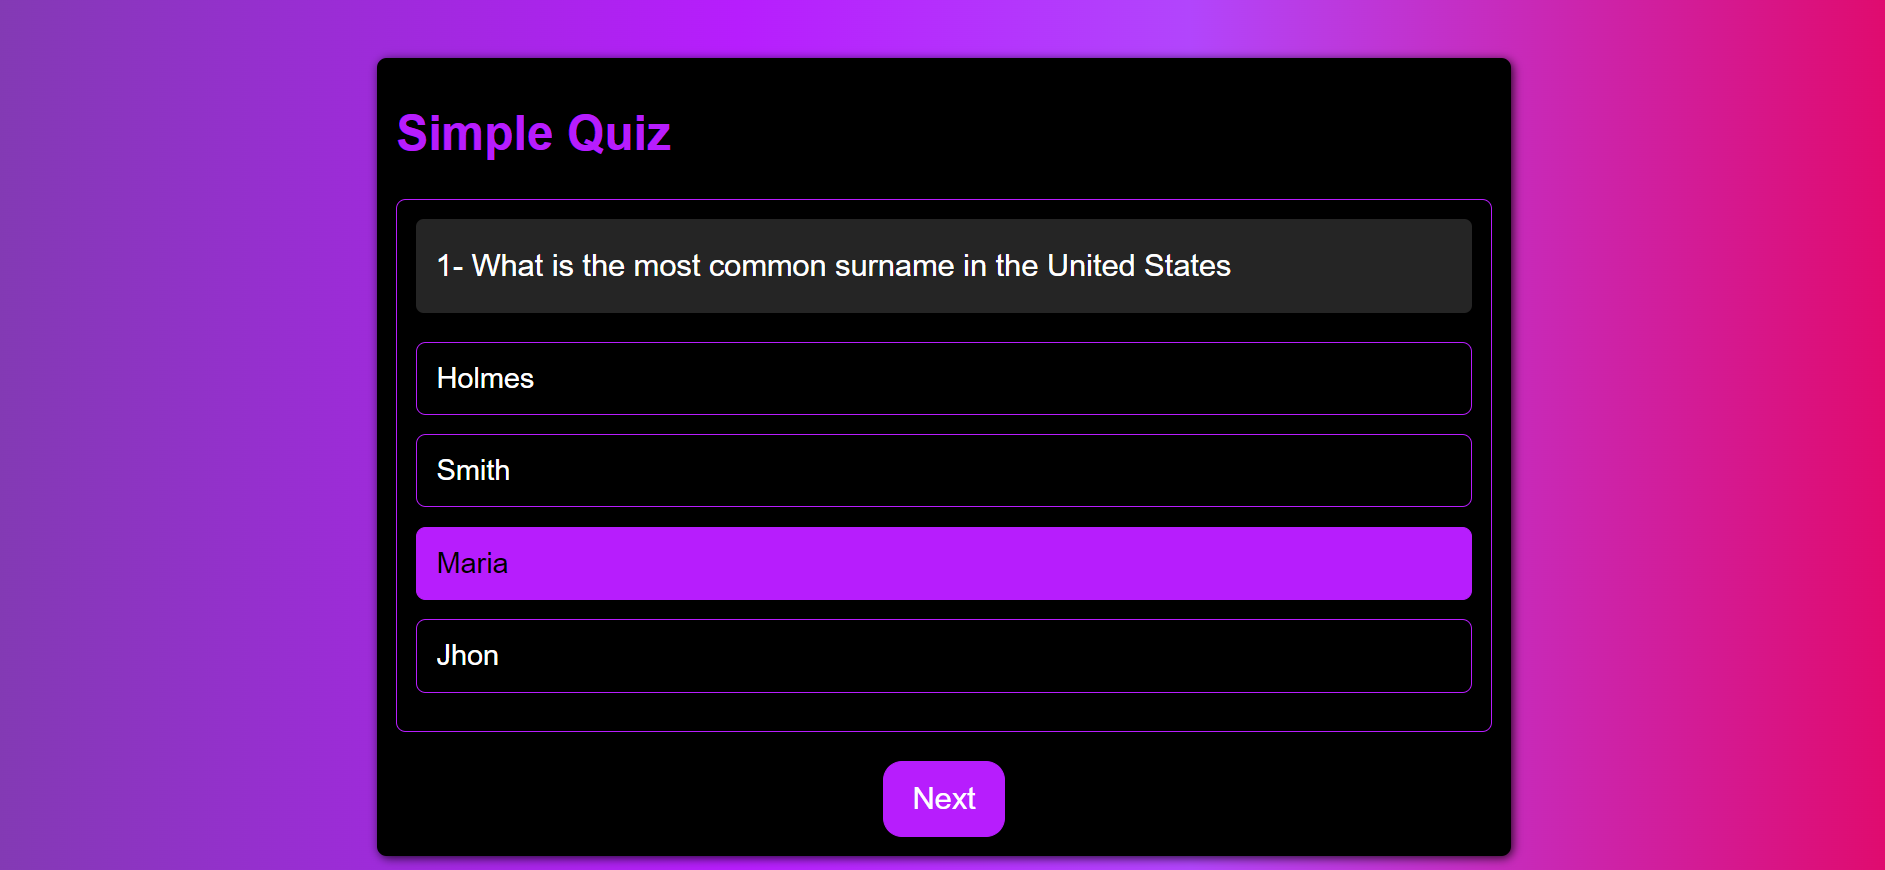 Simple Quiz
1- What is the most common surname in the United States
Holmes
Smith
Maria
Jhon
Next